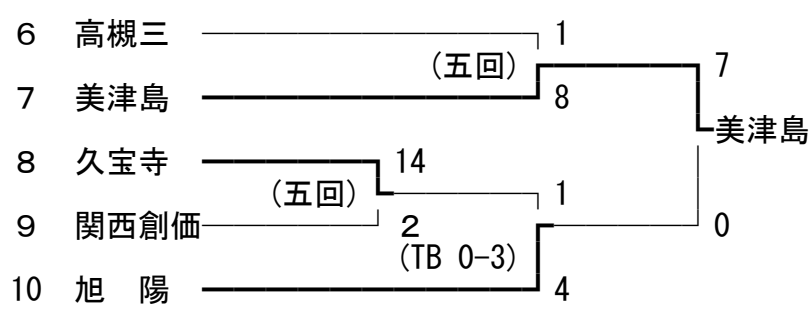 6 高槻三 1
(五回) 7
7 美津島 8
美津島
8 久宝寺 14
(五回) 1
9 関西創価 2 0
(TB 0-3)
10 旭 陽 4